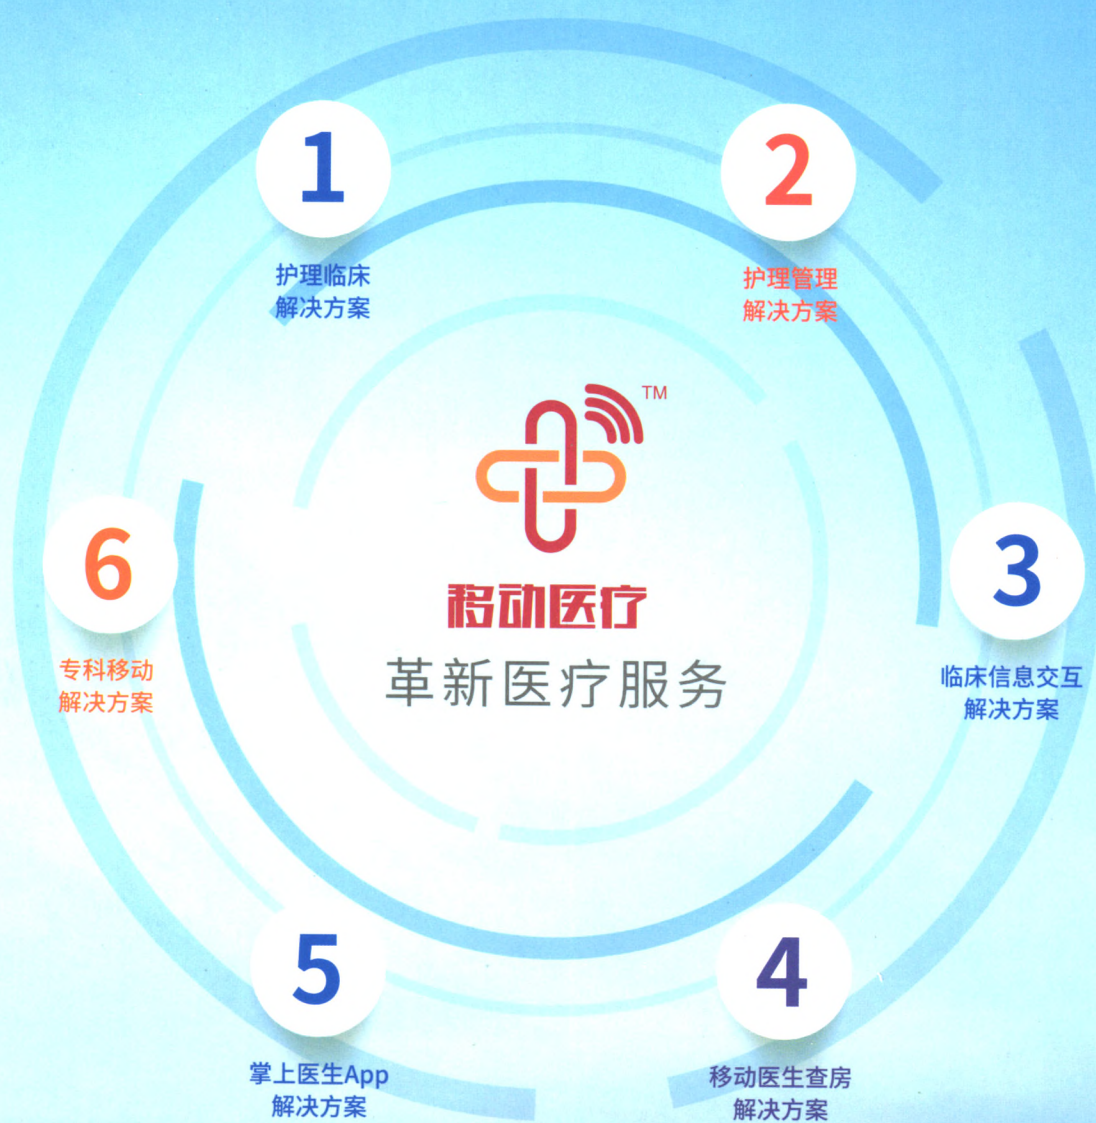 1
护理临床
解决方案
2
护理管理
解决方案
TM
移动医疗
革新医疗服务
3
临床信息交互
解决方案
4
移动医生查房
解决方案
5
掌上医生App
解决方案
6
专科移动
解决方案